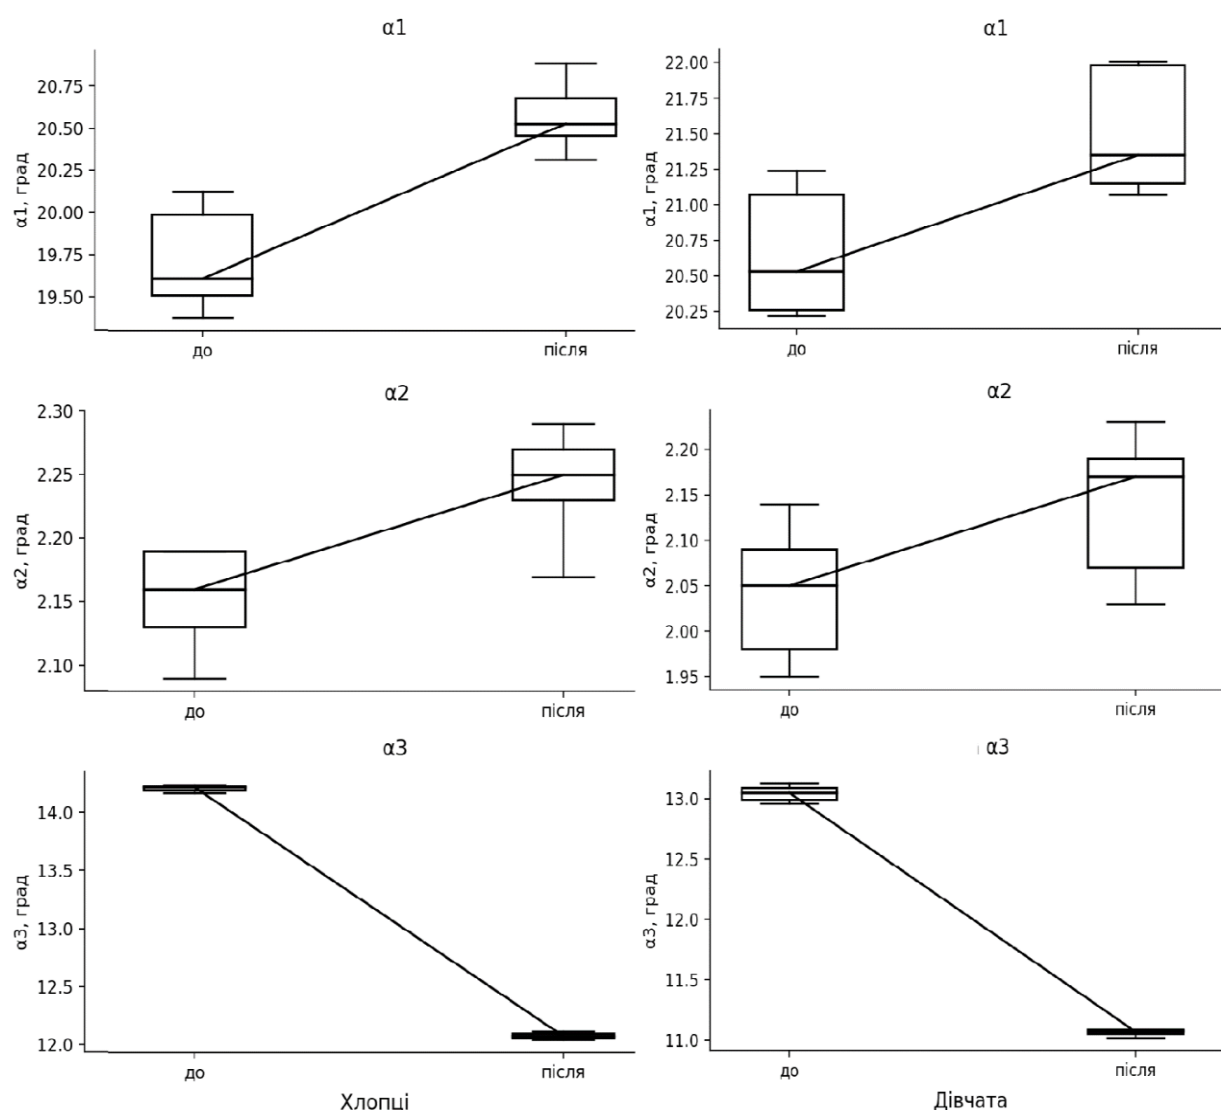 α1
α1
α1, град
20.75
20.50
20.25
20.00
19.75
19.50
до
після
α1, град
22.00
21.75
21.50
21.25
21.00
20.75
20.50
20.25
до
після
α2
α2
α2, град
2.30
2.25
2.20
2.15
2.10
до
після
α2, град
2.20
2.15
2.10
2.05
2.00
1.95
до
після
α3
α3
α3, град
14.0
13.5
13.0
12.5
12.0
до
після
α3, град
13.0
12.5
12.0
11.5
11.0
до
після
Хлопці
Дівчата